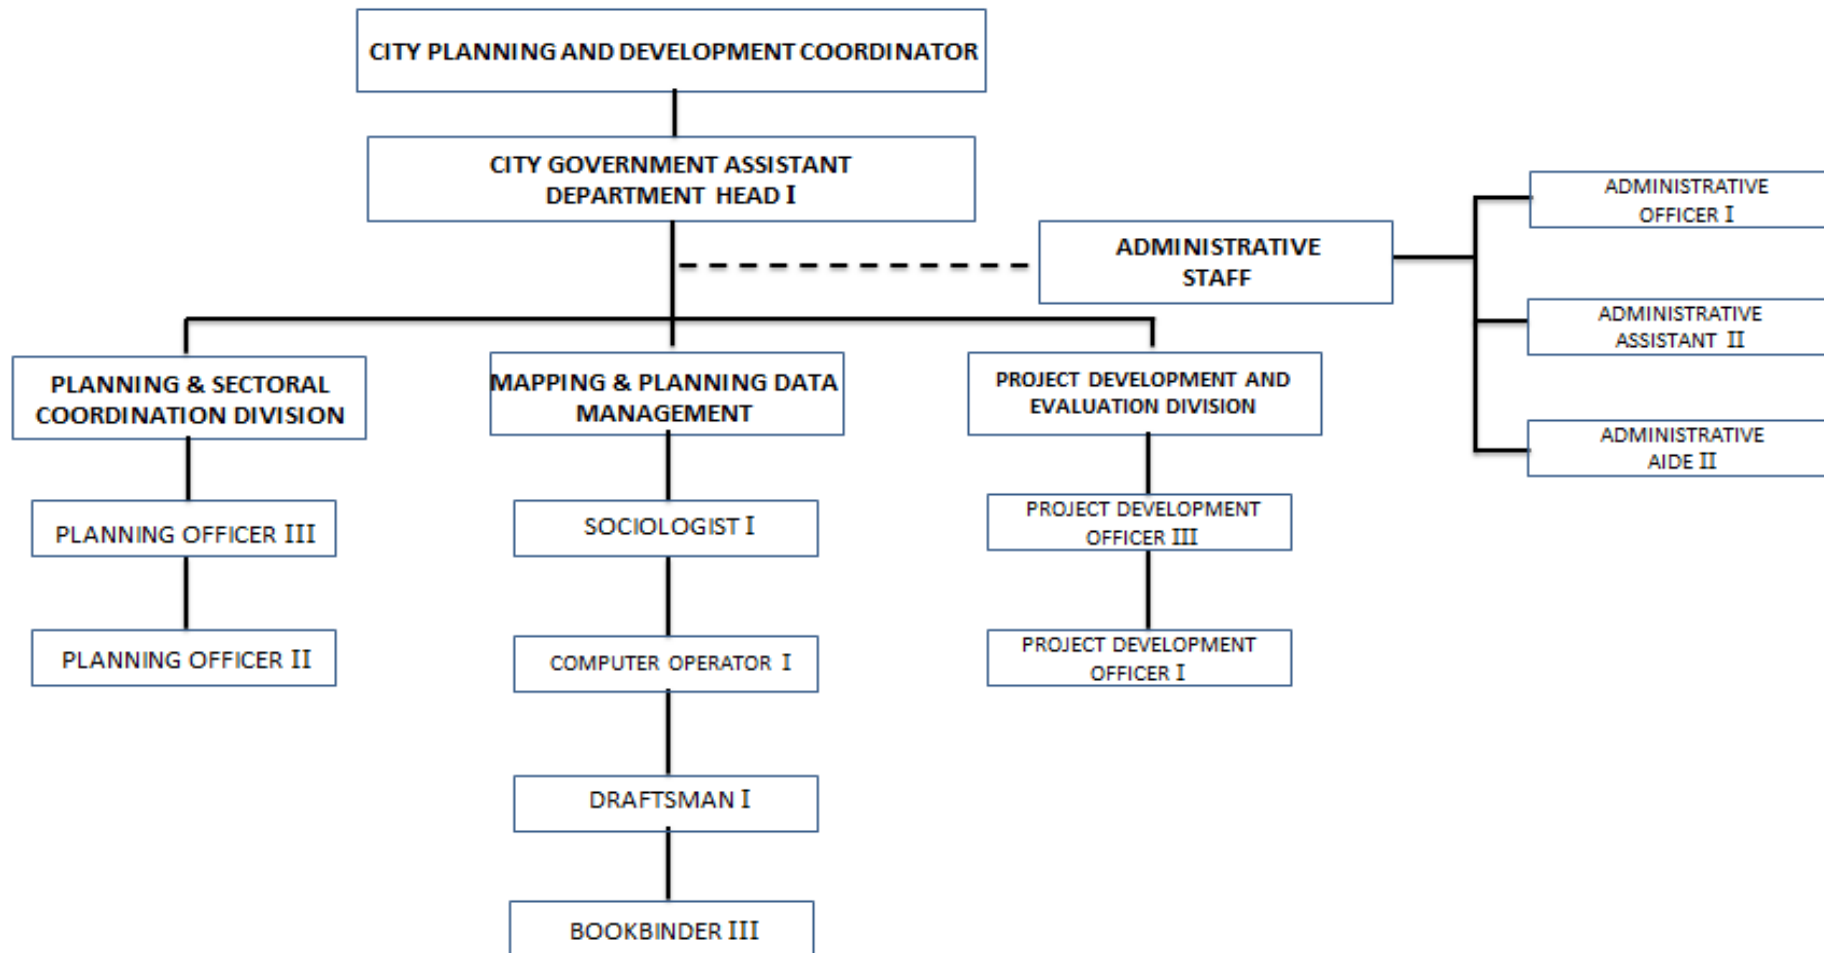 CITY PLANNING AND DEVELOPMENT COORDINATOR
CITY GOVERNMENT ASSISTANT
DEPARTMENT HEAD I
ADMINISTRATIVE
STAFF
ADMINISTRATIVE
OFFICER I
ADMINISTRATIVE
ASSISTANT II
ADMINISTRATIVE
AIDE II
PLANNING & SECTORAL
COORDINATION DIVISION
PLANNING OFFICER III
PLANNING OFFICER II
MAPPING & PLANNING DATA
MANAGEMENT
SOCIOLOGIST I
COMPUTER OPERATOR I
DRAFTSMAN I
BOOKBINDER III
PROJECT DEVELOPMENT AND
EVALUATION DIVISION
PROJECT DEVELOPMENT
OFFICER III
PROJECT DEVELOPMENT
OFFICER I